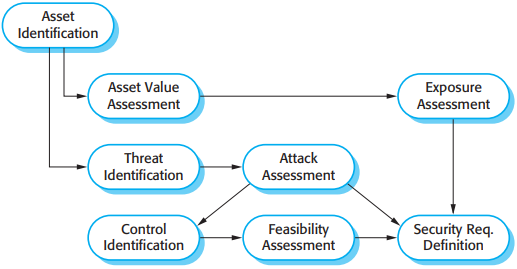 Asset
Identification
Asset Value
Assessment
Exposure
Assessment
Threat
Identification
Attack
Assessment
Control
Identification
Feasibility
Assessment
Security Req.
Definition